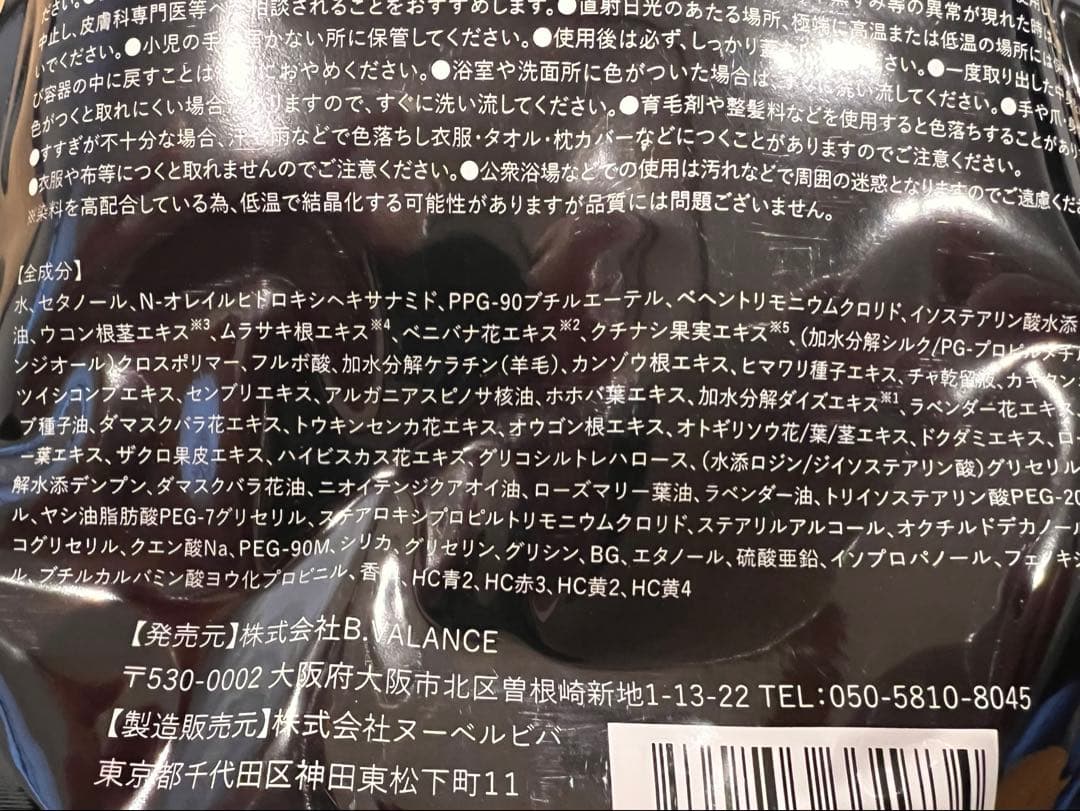 中止し、皮膚科専門医等へ 相談されることをおすすめします。●直射日光のあたる場所、極端に高温または低温の場所には
いでください。●小児の手 届かない所に保管してください。●使用後は必ず、しっかり蓋 さい。●一度取り出した中
び容器の中に戻すことは おやめください。●浴室や洗面所に色がついた場合は すぐに洗い流してください。●手や爪、
色がつくと取れにくい場合 ありますので、すぐに洗い流してください。●育毛剤や整髪料などを使用すると色落ちすることがあり
●すすぎが不十分な場合、汗や雨などで色落ちし衣服・タオル・枕カバーなどにつくことがありますのでご注意ください。
●衣服や布等につくと取れませんのでご注意ください。●公衆浴場などでの使用は汚れなどで周囲の迷惑となりますのでご遠慮くだ
※染料を高配合している為、低温で結晶化する可能性がありますが品質には問題ございません。
【全成分】
水、セタノール、N-オレイルヒドロキシヘキサナミド、PPG-90ブチルエーテル、ベヘントリモニウムクロリド、イソステアリン酸水添
油、ウコン根茎エキス※3、ムラサキ根エキス※4、ベニバナ花エキス※2、クチナシ果実エキス※5、(加水分解シルク/PG-プロピルメチル
ンジオール)クロスポリマー、フルボ酸、加水分解ケラチン(羊毛)、カンゾウ根エキス、ヒマワリ種子エキス、チャ乾留液、カキタン
ツイシコンブエキス、センブリエキス、アルガニアスピノサ核油、ホホバ葉エキス、加水分解ダイズエキス※1、ラベンダー花エキス、
ブ種子油、ダマスクバラ花エキス、トウキンセンカ花エキス、オウゴン根エキス、オトギリソウ花/葉/茎エキス、ドクダミエキス、ロー
ー葉エキス、ザクロ果皮エキス、ハイビスカス花エキス、グリコシルトレハロース、(水添ロジン/ジイソステアリン酸)グリセリル
解水添デンプン、ダマスクバラ花油、ニオイテンジクアオイ油、ローズマリー葉油、ラベンダー油、トリイソステアリン酸PEG-20
ル、ヤシ油脂肪酸PEG-7グリセリル、ステアロキシプロピルトリモニウムクロリド、ステアリルアルコール、オクチルドデカノール
コグリセリル、クエン酸Na、PEG-90M、シリカ、グリセリン、グリシン、BG、エタノール、硫酸亜鉛、イソプロパノール、フェノキシ
ル、ブチルカルバミン酸ヨウ化プロピニル、香料、HC青2、HC赤3、HC黄2、HC黄4
【発売元】株式会社B.VALANCE
〒530-0002 大阪府大阪市北区曽根崎新地1-13-22 TEL:050-5810-8045
【製造販売元】株式会社ヌーベルビバ
東京都千代田区神田東松下町11